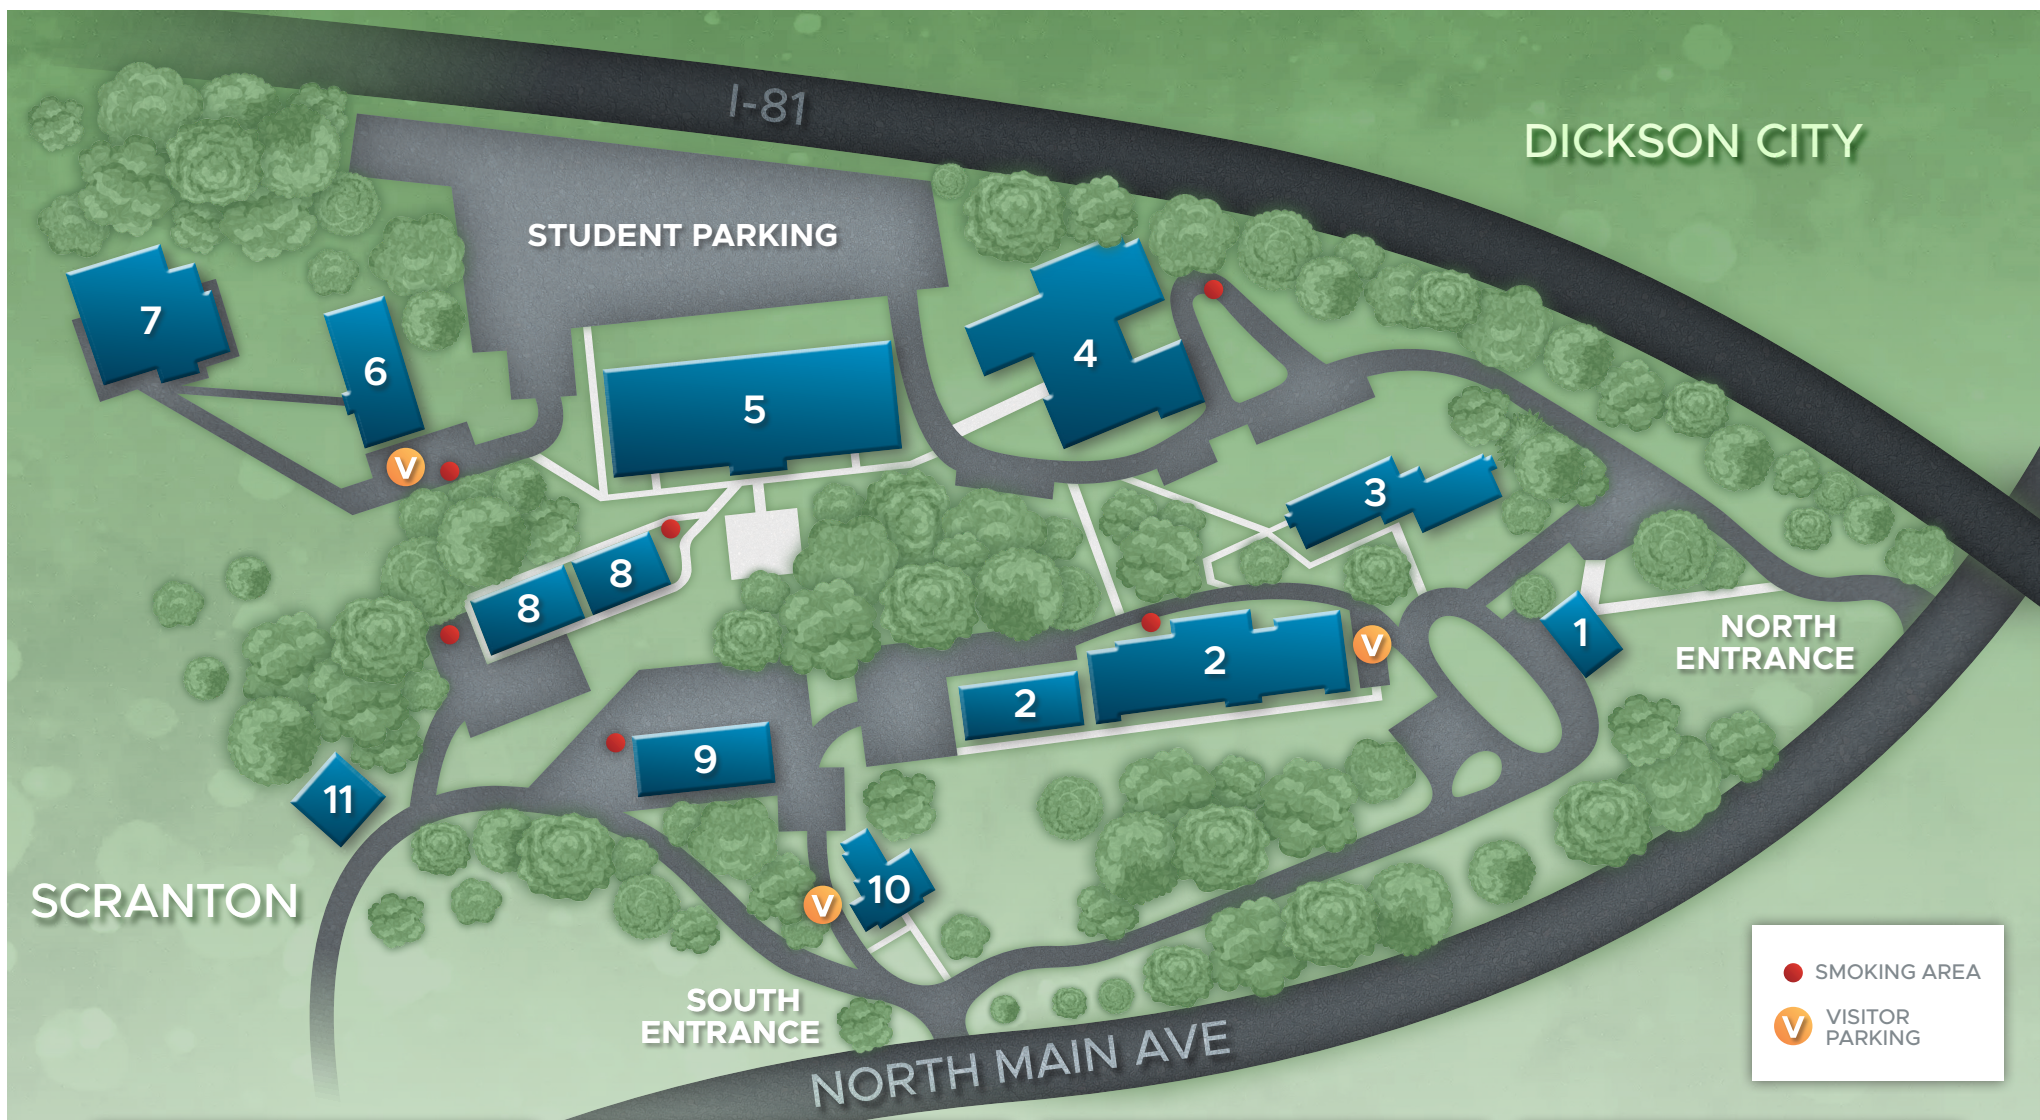 I-81
DICKSON CITY
STUDENT PARKING
7
6
5
4
3
V
8
8
1
2
2
V
NORTH
ENTRANCE
9
11
10
V
SCRANTON
SOUTH
ENTRANCE
NORTH MAIN AVE
SMOKING AREA
V
VISITOR
PARKING